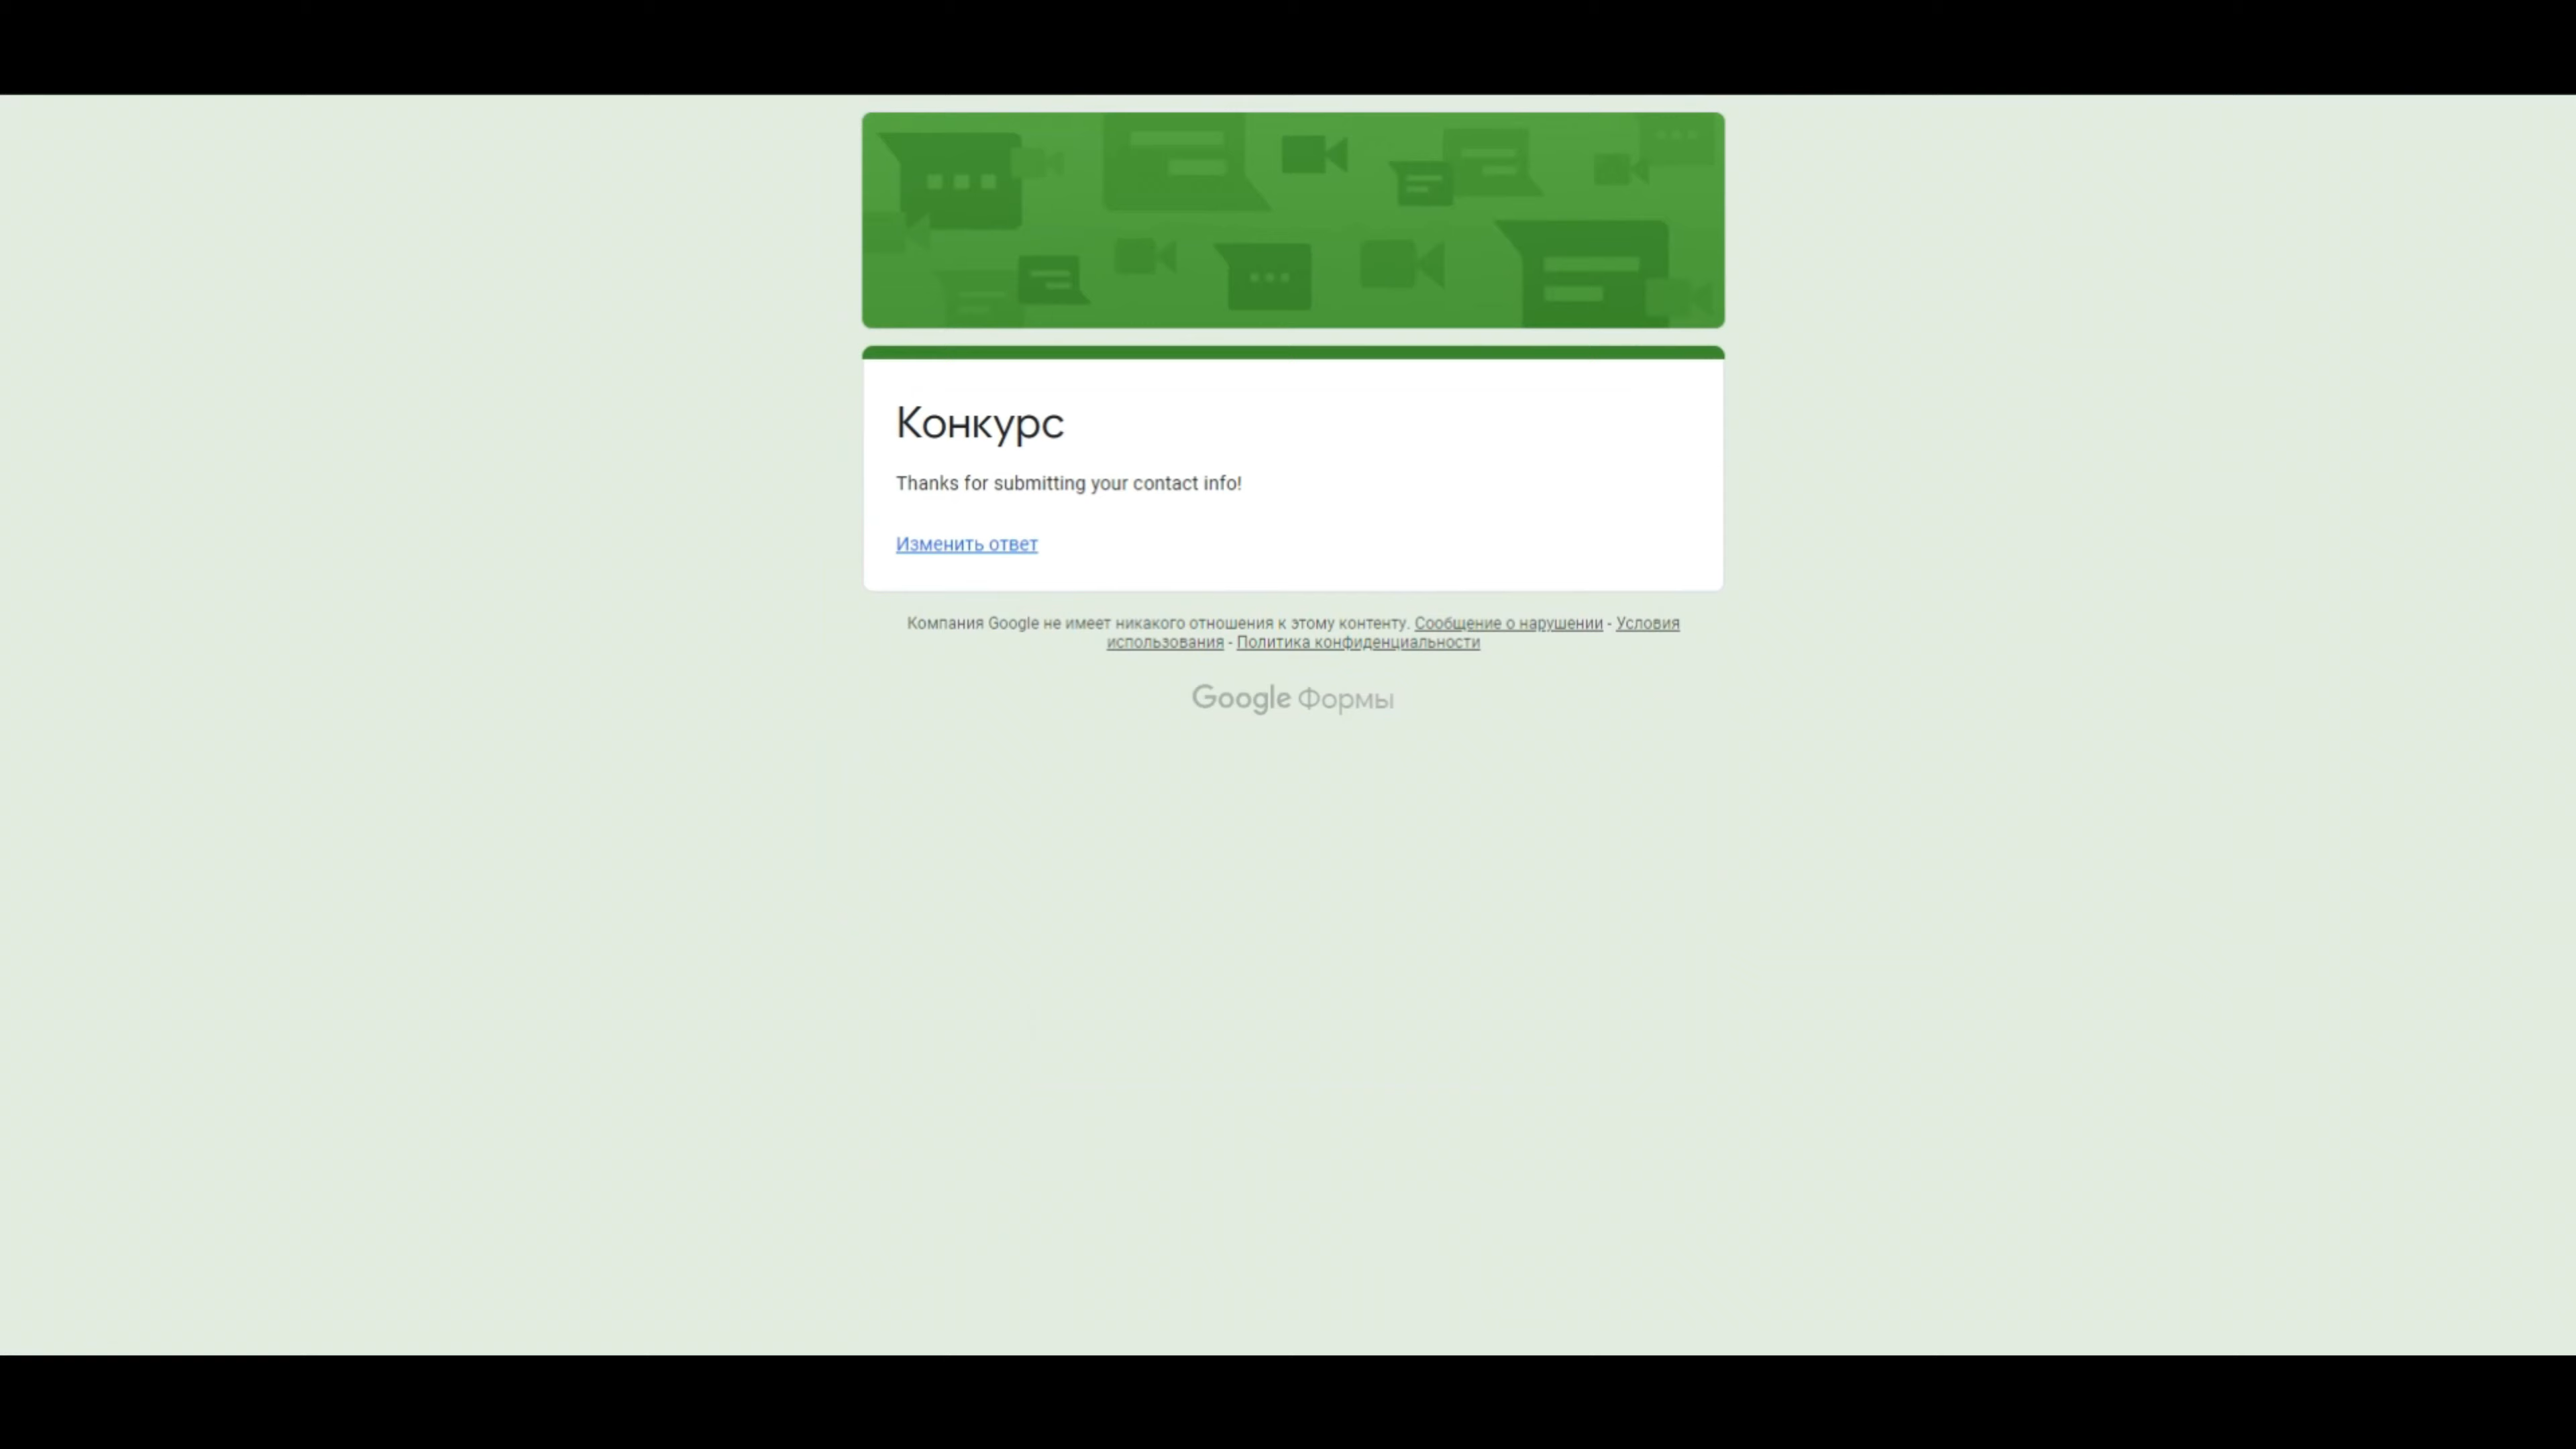 Конкурс
Thanks for submitting your contact info!
Изменить ответ
Компания Google не имеет никакого отношения к этому контенту. Сообщение о нарушении - Условия
использования - Политика конфиденциальности
Google Формы